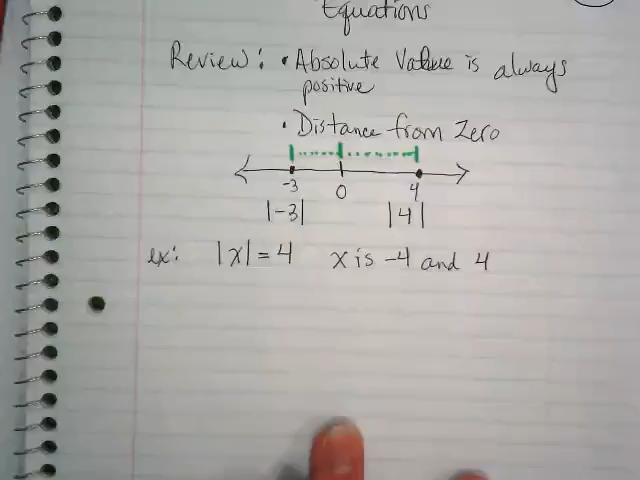 Equations
Review: • Absolute Value is always
positive
• Distance from Zero
-3 0 4
|-3| |4|
ex: |x| = 4 x is -4 and 4